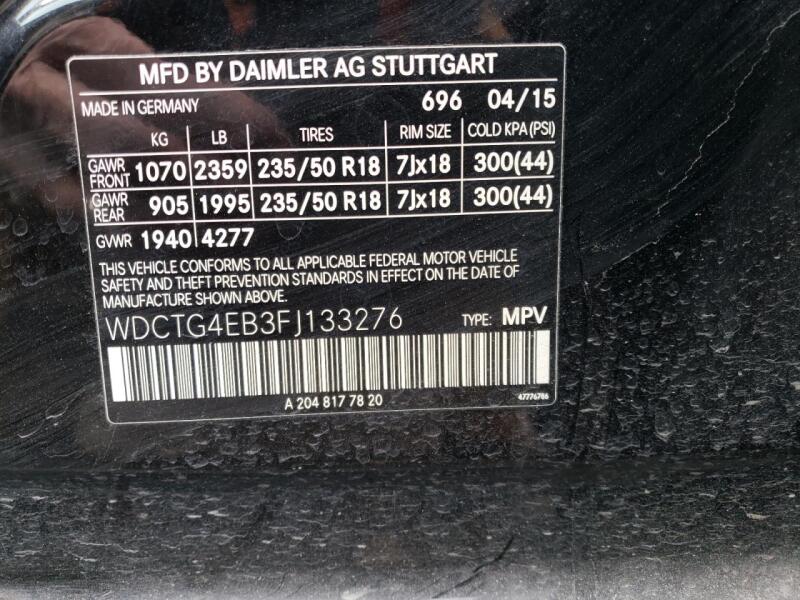 MFD BY DAIMLER AG STUTTGART
MADE IN GERMANY 696 04/15
KG LB TIRES RIM SIZE COLD KPA (PSI)
GAWR FRONT 1070 2359 235/50 R18 7Jx18 300(44)
GAWR REAR 905 1995 235/50 R18 7Jx18 300(44)
GVWR 1940 4277
THIS VEHICLE CONFORMS TO ALL APPLICABLE FEDERAL MOTOR VEHICLE
SAFETY AND THEFT PREVENTION STANDARDS IN EFFECT ON THE DATE OF
MANUFACTURE SHOWN ABOVE.
WDCTG4EB3FJ133276 TYPE: MPV
A 204 817 78 20 47776786